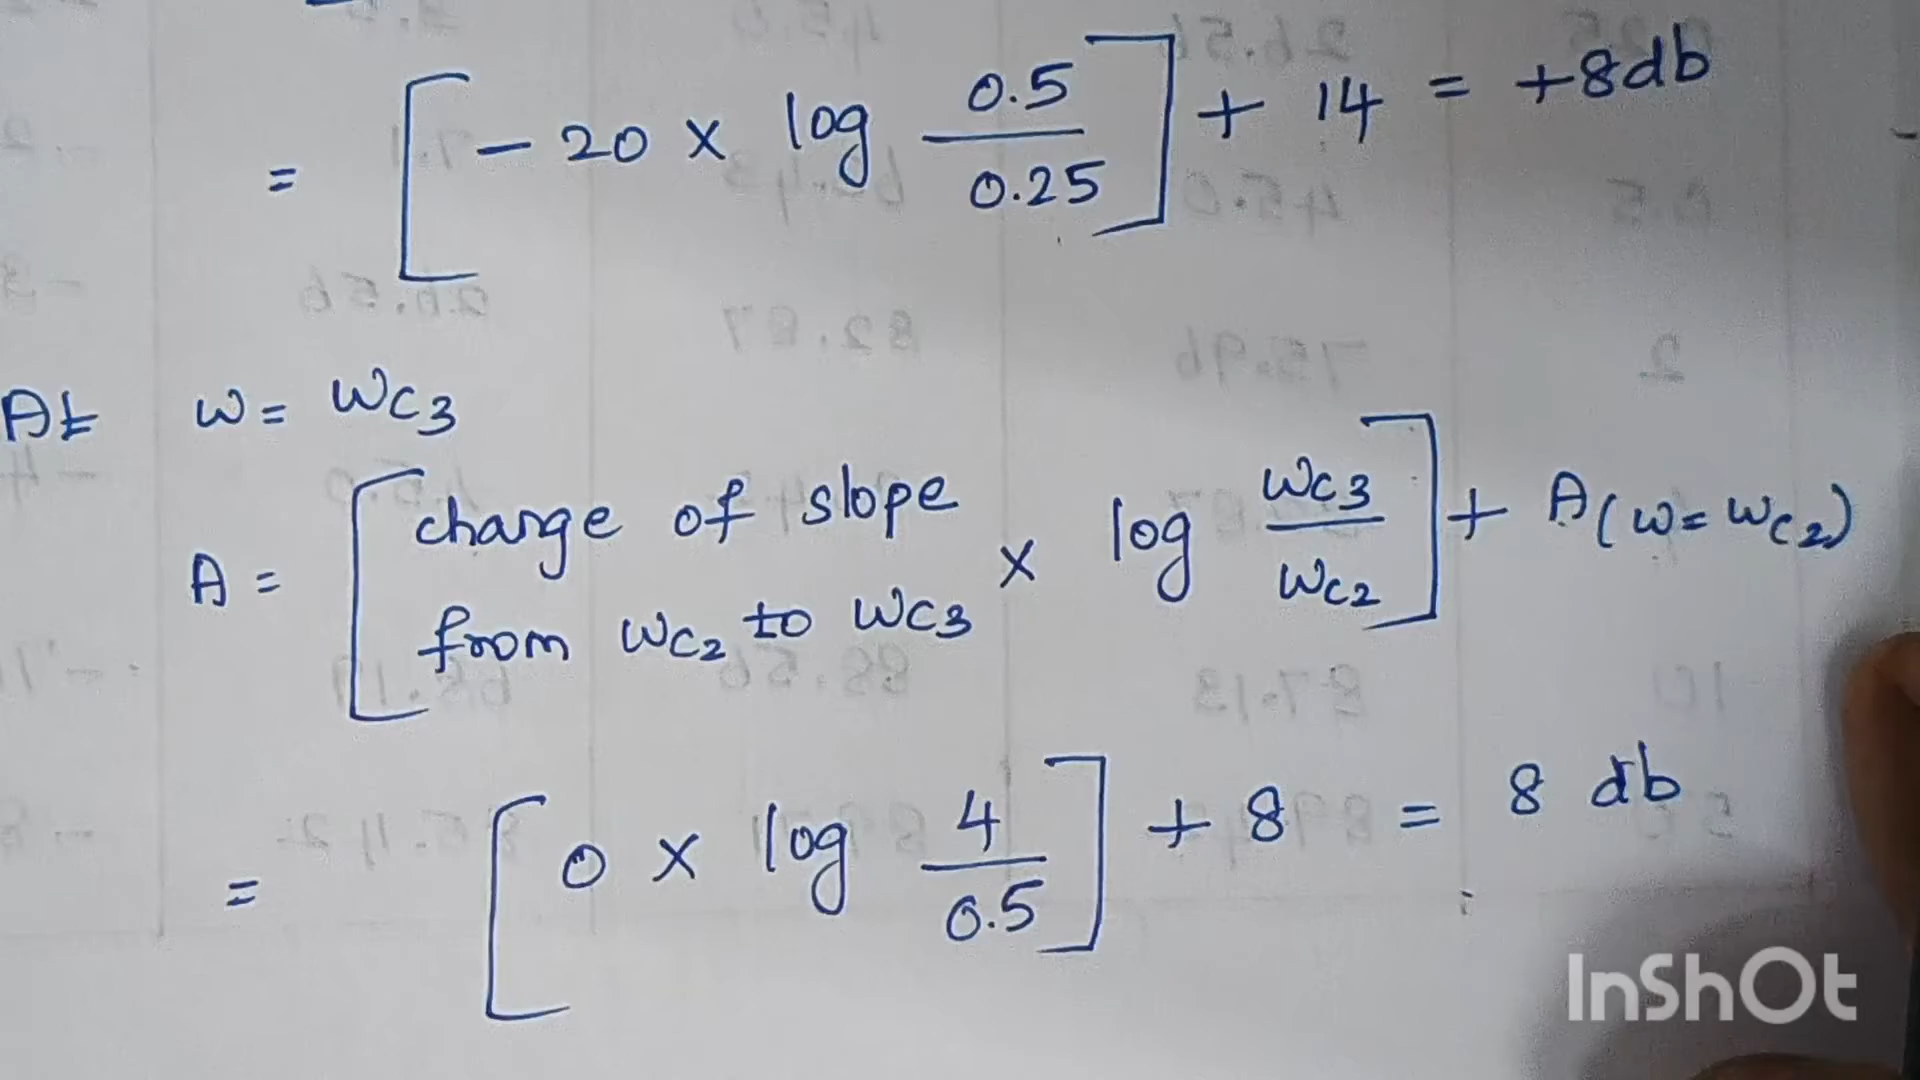 = [ - 20 × log 0.5/0.25 ] + 14 = +8db
At w = wc3
A = [ change of slope from wc2 to wc3 × log wc3/wc2 ] + A(w = wc2)
= [ 0 × log 4/0.5 ] + 8 = 8 db
InShOt